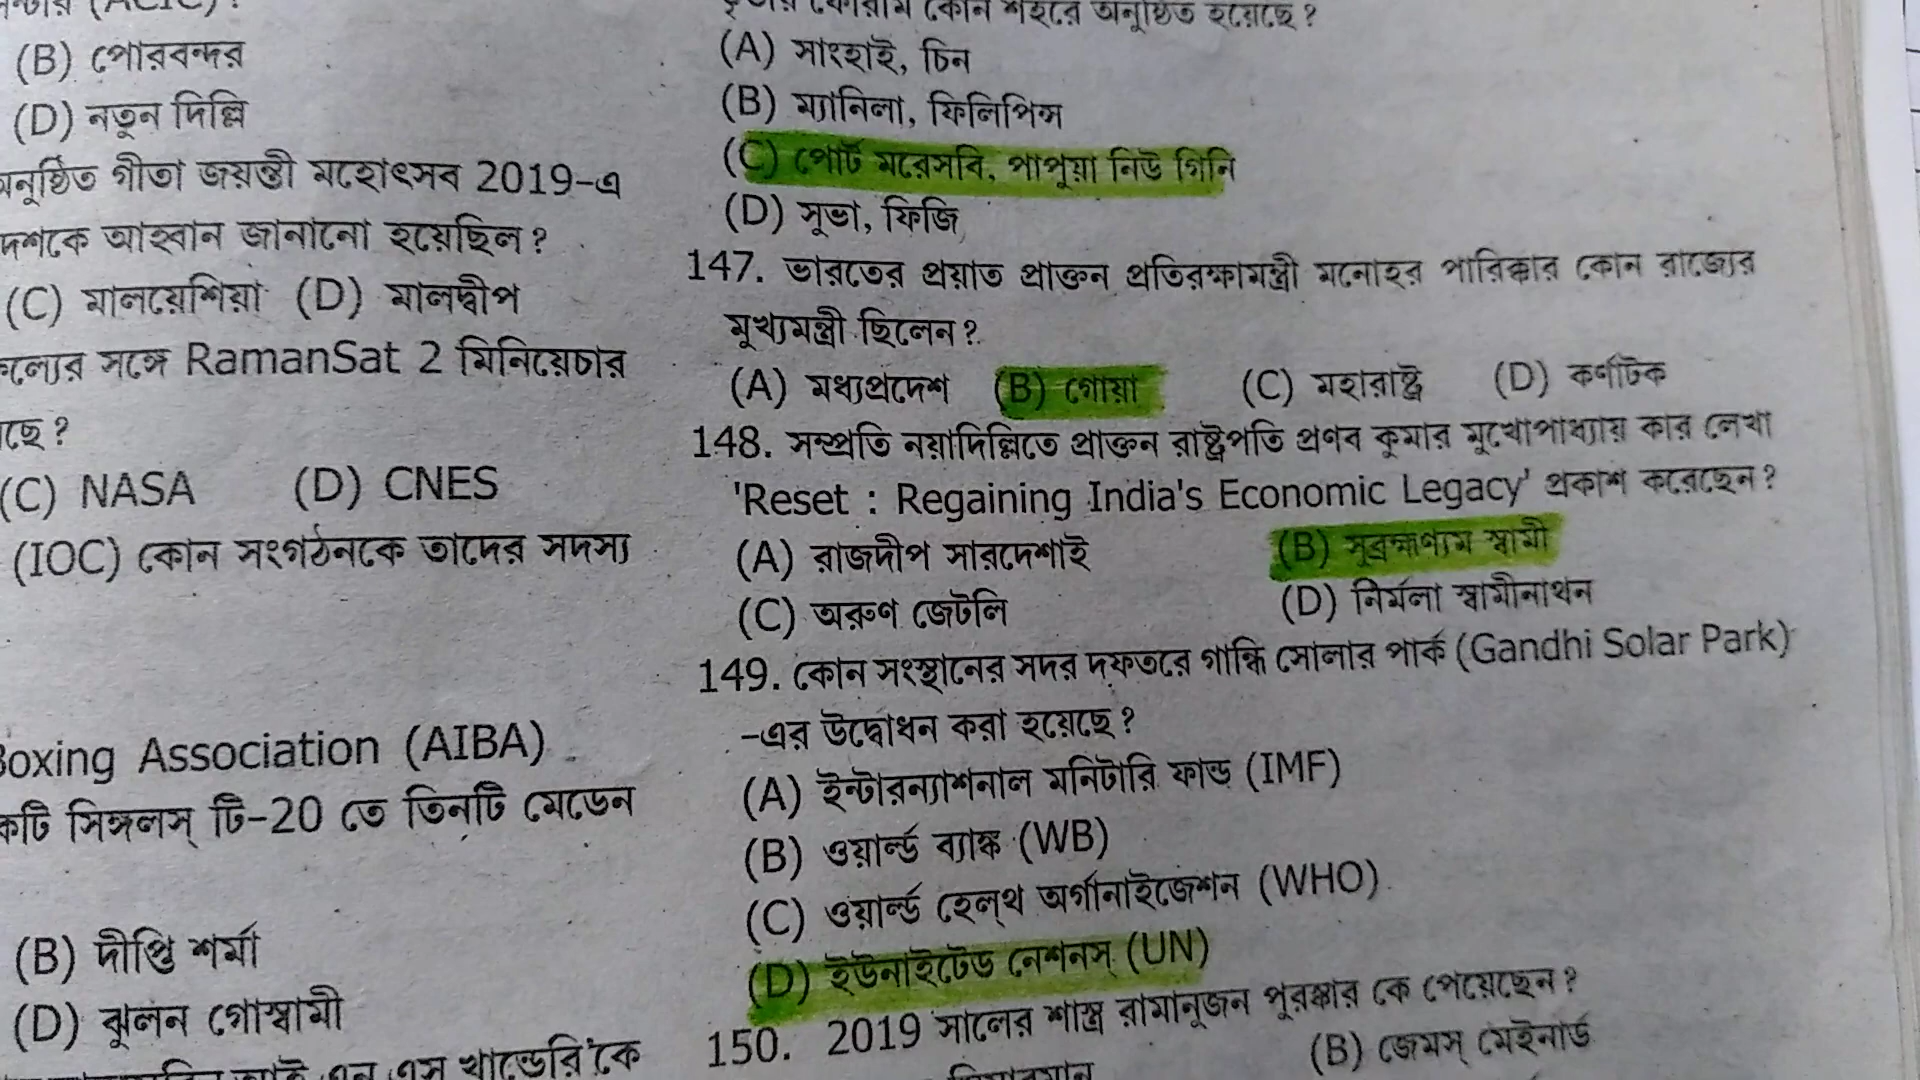 (B) পোরবন্দর
(D) নতুন দিল্লি
গীতা জয়ন্তী মহোৎসব 2019-এ
আহ্বান জানানো হয়েছিল?
(C) মালয়েশিয়া (D) মালদ্বীপ
সঙ্গে RamanSat 2 মিনিয়েচার
(C) NASA (D) CNES
(IOC) কোন সংগঠনকে তাদের সদস্য
Association (AIBA)
সিঙ্গলস্ টি-20 তে তিনটি মেডেন
(B) দীপ্তি শর্মা
(D) ঝুলন গোস্বামী
কোন শহরে অনুষ্ঠিত হয়েছে?
(A) সাংহাই, চিন
(B) ম্যানিলা, ফিলিপিন্স
(C) পোর্ট মরেসবি, পাপুয়া নিউ গিনি
(D) সুভা, ফিজি
147. ভারতের প্রয়াত প্রাক্তন প্রতিরক্ষামন্ত্রী মনোহর পারিক্কার কোন রাজ্যের
মুখ্যমন্ত্রী ছিলেন?
(A) মধ্যপ্রদেশ (B) গোয়া (C) মহারাষ্ট্র (D) কর্ণাটক
148. সম্প্রতি নয়াদিল্লিতে প্রাক্তন রাষ্ট্রপতি প্রণব কুমার মুখোপাধ্যায় কার লেখা
'Reset : Regaining India's Economic Legacy' প্রকাশ করেছেন?
(A) রাজদীপ সারদেশাই (B) সুব্রহ্মণ্যম স্বামী
(C) অরুণ জেটলি (D) নির্মলা স্বামীনাথন
149. কোন সংস্থানের সদর দফতরে গান্ধি সোলার পার্ক (Gandhi Solar Park)
-এর উদ্বোধন করা হয়েছে?
(A) ইন্টারন্যাশনাল মনিটারি ফান্ড (IMF)
(B) ওয়ার্ল্ড ব্যাঙ্ক (WB)
(C) ওয়ার্ল্ড হেল্‌থ অর্গানাইজেশন (WHO)
(D) ইউনাইটেড নেশনস্ (UN)
150. 2019 সালের শাস্ত্র রামানুজন পুরস্কার কে পেয়েছেন?
(B) জেমস্ মেইনার্ড